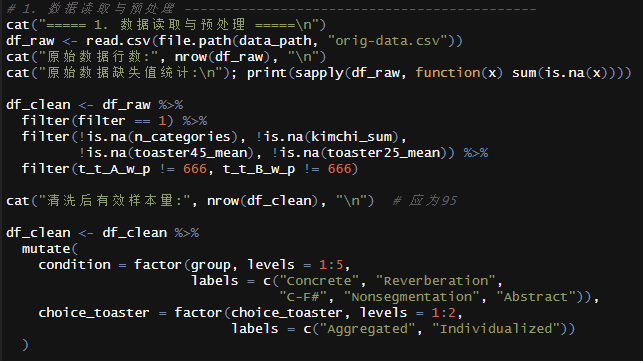 # 1. 数据读取与预处理 ------------------------------------------
cat("===== 1. 数据读取与预处理 =====\n")
df_raw <- read.csv(file.path(data_path, "orig-data.csv"))
cat("原始数据行数:", nrow(df_raw), "\n")
cat("原始数据缺失值统计:\n"); print(sapply(df_raw, function(x) sum(is.na(x))))
df_clean <- df_raw %>%
filter(filter == 1) %>%
filter(!is.na(n_categories), !is.na(kimchi_sum),
!is.na(toaster45_mean), !is.na(toaster25_mean)) %>%
filter(t_t_A_w_p != 666, t_t_B_w_p != 666)
cat("清洗后有效样本量:", nrow(df_clean), "\n") # 应为95
df_clean <- df_clean %>%
mutate(
condition = factor(group, levels = 1:5,
labels = c("Concrete", "Reverberation",
"C-F#", "Nonsegmentation", "Abstract")),
choice_toaster = factor(choice_toaster, levels = 1:2,
labels = c("Aggregated", "Individualized"))
)